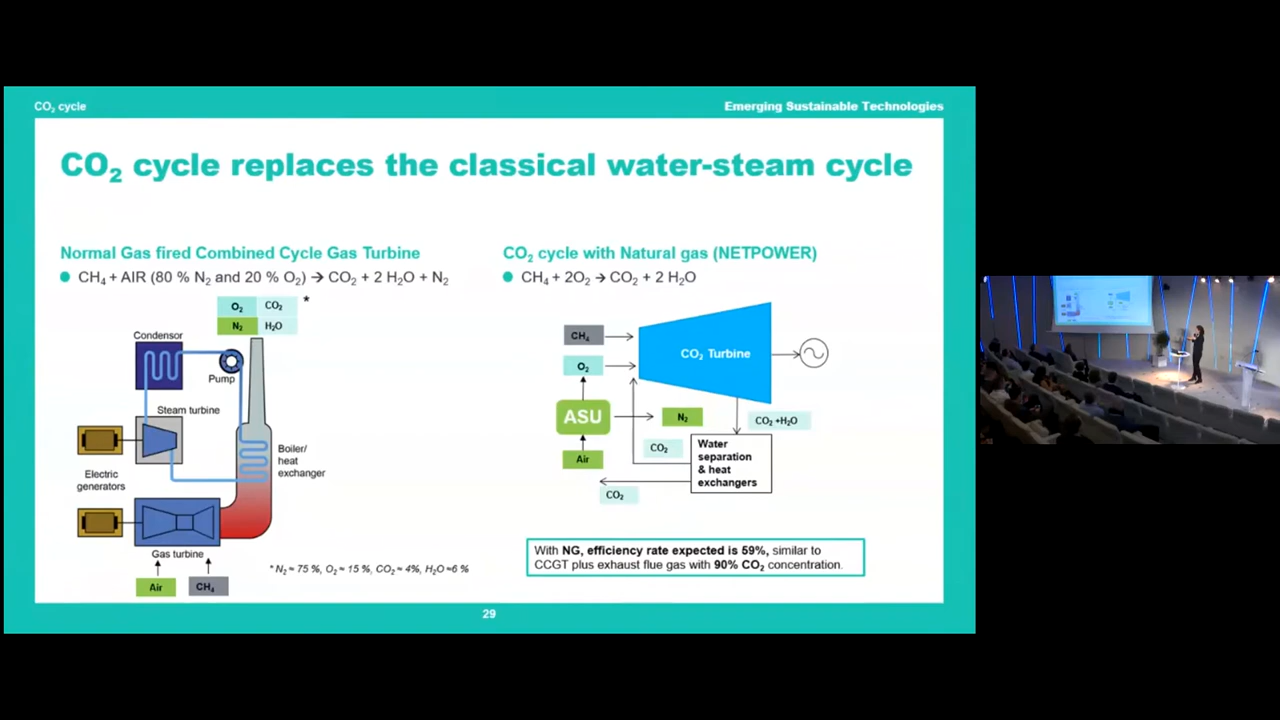 CO₂ cycle
Emerging Sustainable Technologies
CO₂ cycle replaces the classical water-steam cycle
Normal Gas fired Combined Cycle Gas Turbine
CH₄ + AIR (80 % N₂ and 20 % O₂) → CO₂ + 2 H₂O + N₂
O₂ CO₂ *
N₂ H₂O
Condensor
Pump
Steam turbine
Boiler/
heat
exchanger
Electric
generators
Gas turbine
Air
CH₄
* N₂ ≈ 75 %, O₂ ≈ 15 %, CO₂ ≈ 4%, H₂O ≈6 %
CO₂ cycle with Natural gas (NETPOWER)
CH₄ + 2O₂ → CO₂ + 2 H₂O
CH₄
O₂
CO₂ Turbine
ASU
N₂
Air
CO₂ +H₂O
CO₂
Water
separation
& heat
exchangers
CO₂
With NG, efficiency rate expected is 59%, similar to
CCGT plus exhaust flue gas with 90% CO₂ concentration.
29